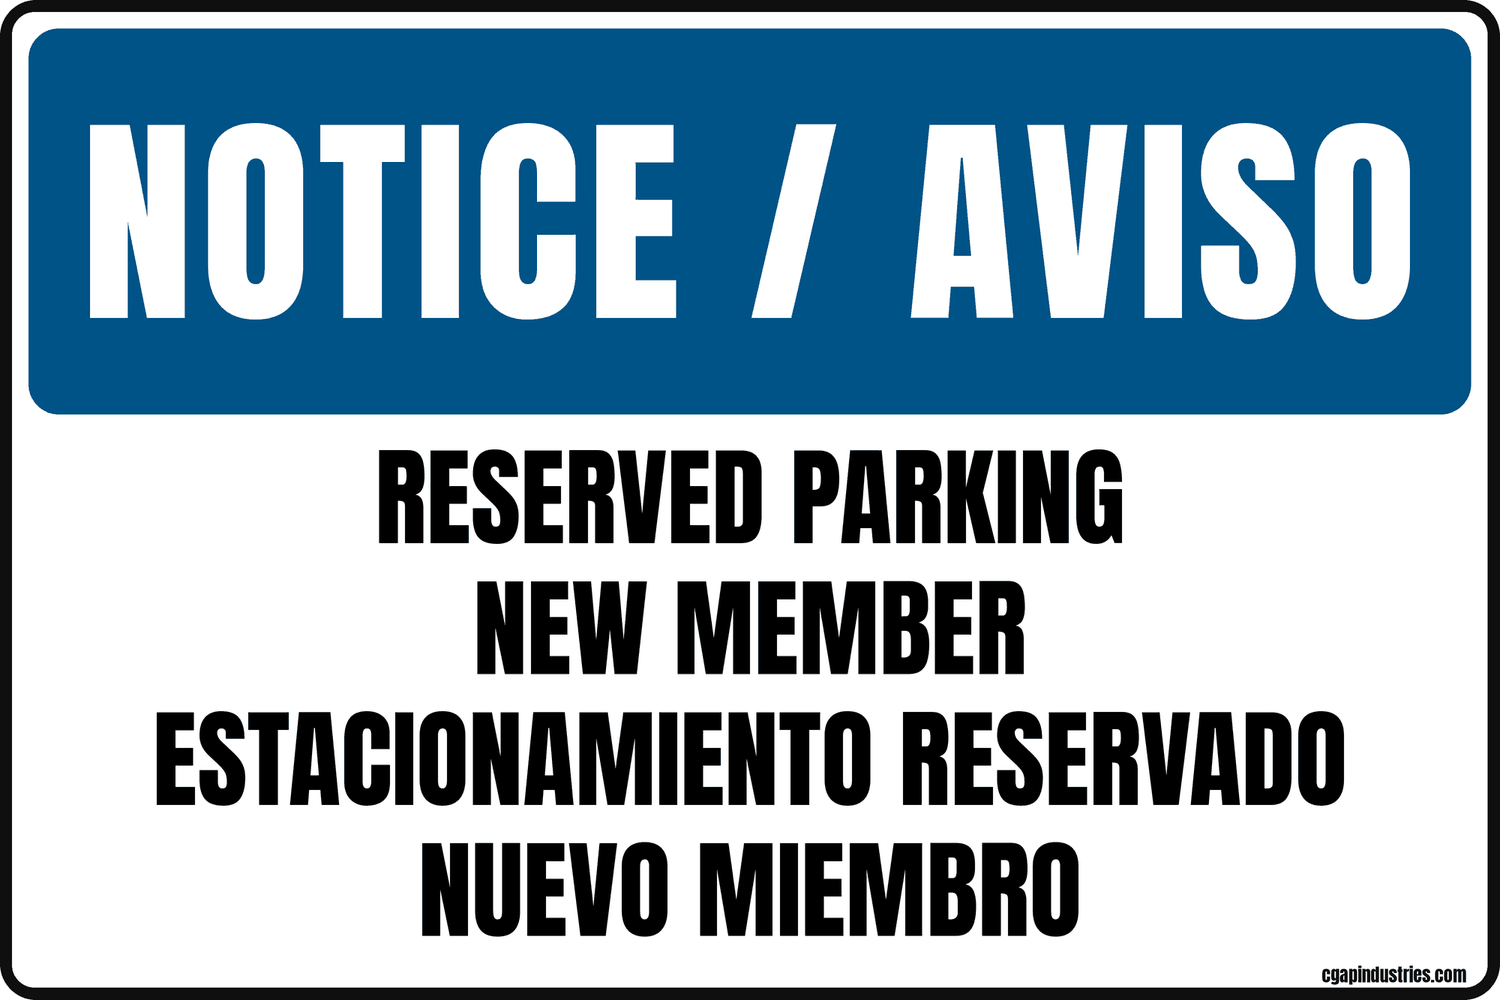 NOTICE / AVISO
RESERVED PARKING
NEW MEMBER
ESTACIONAMIENTO RESERVADO
NUEVO MIEMBRO
cgapindustries.com